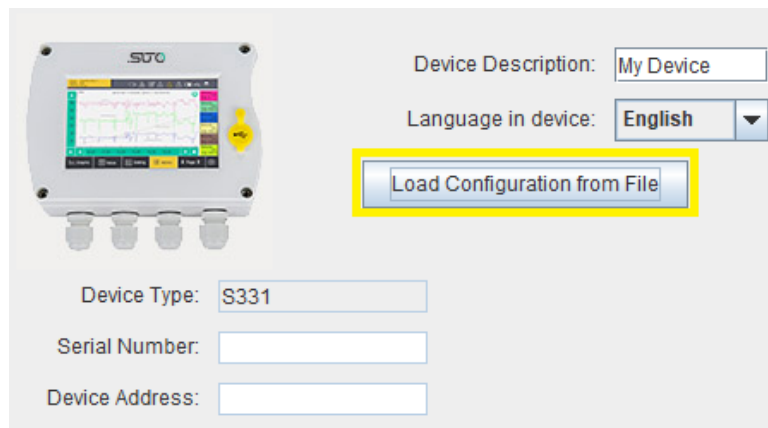 SUTO
Device Description: My Device
Language in device: English
Load Configuration from File
Device Type: S331
Serial Number:
Device Address: